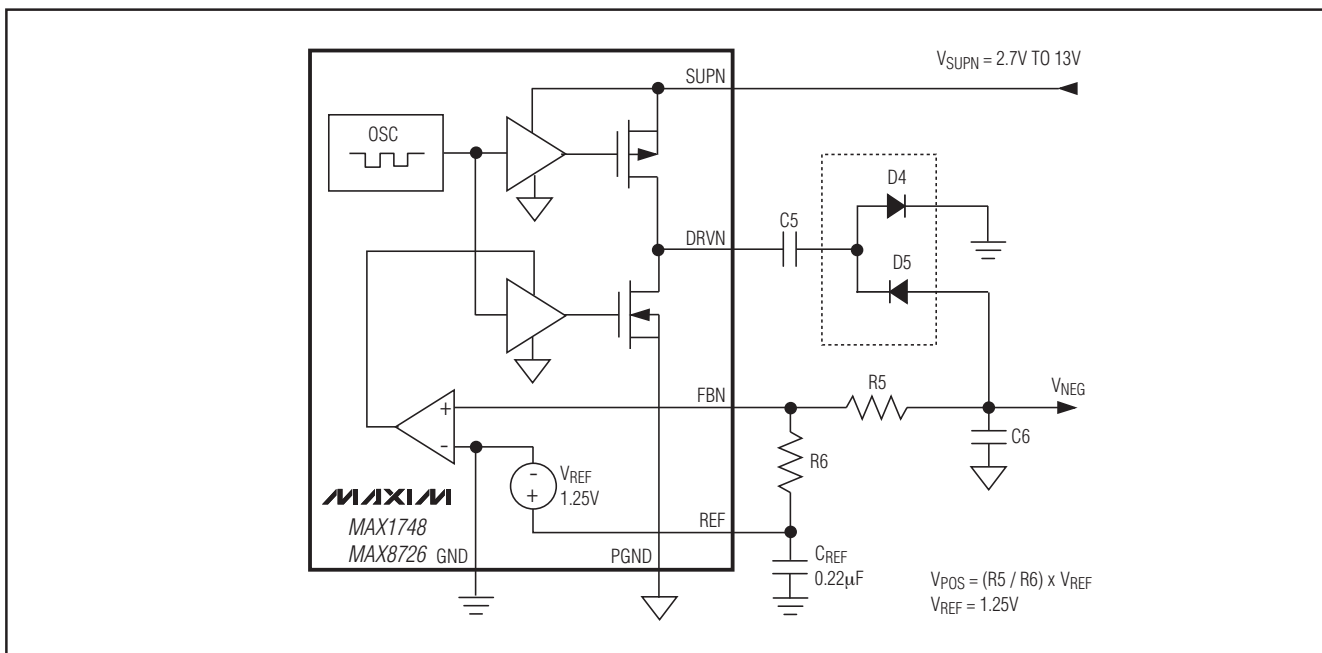 SUPN
V_SUPN = 2.7V TO 13V
OSC
D4
C5
DRVN
D5
FBN
R5
V_NEG
+
-
C6
R6
-
V_REF
+
1.25V
MAXIM
REF
MAX1748
MAX8726
GND
PGND
C_REF
0.22µF
V_POS = (R5 / R6) x V_REF
V_REF = 1.25V